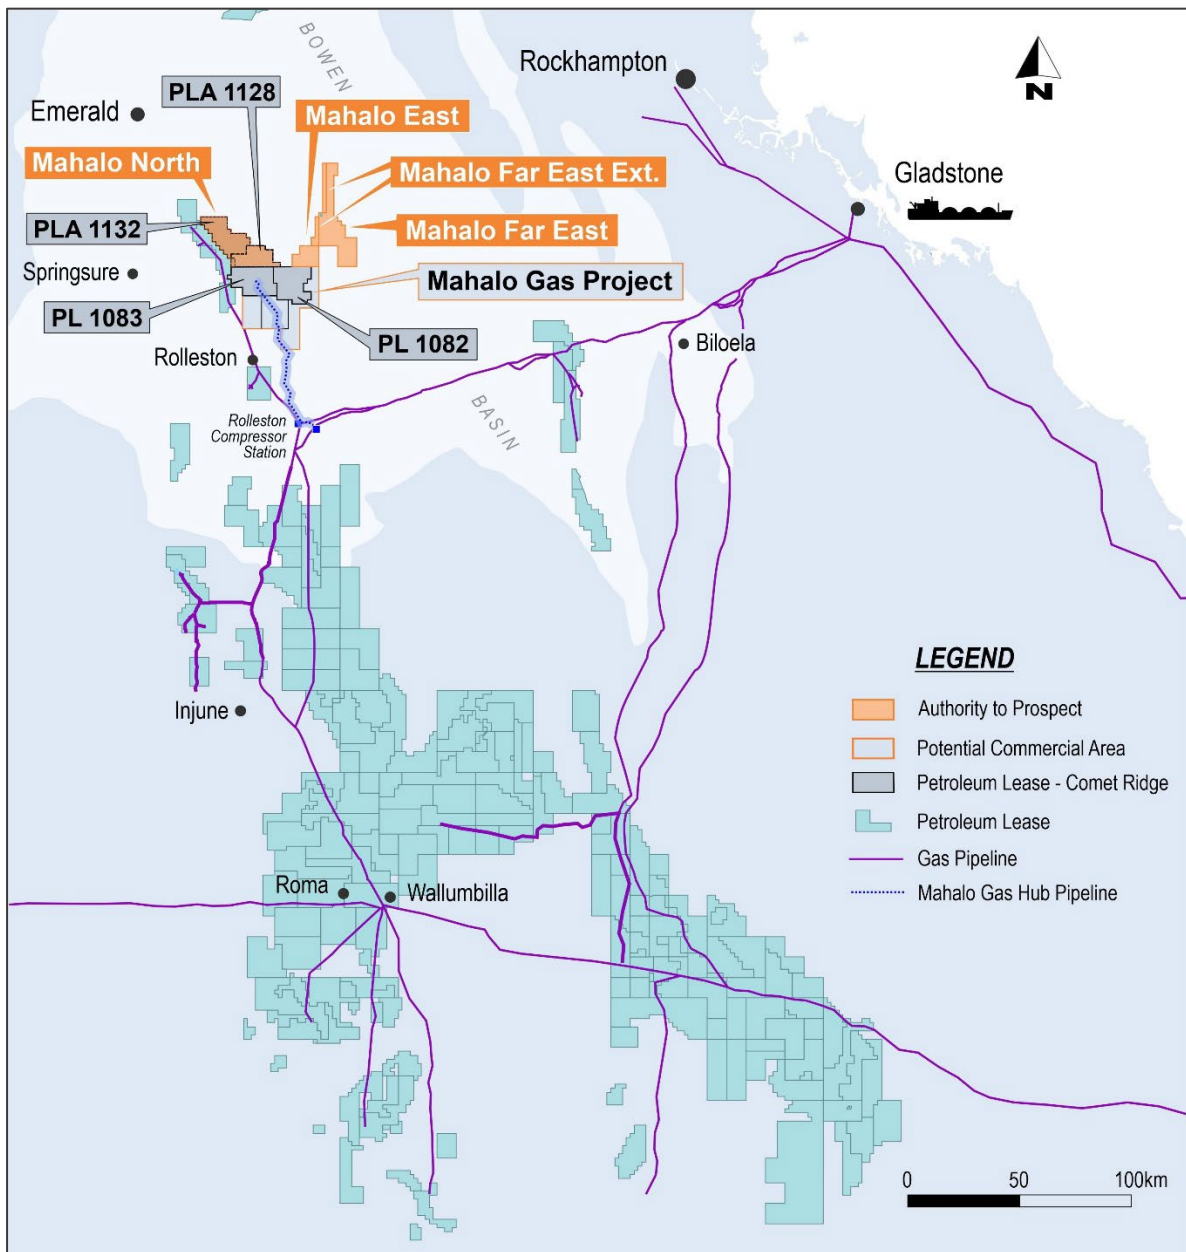 BOWEN
Rockhampton
N
PLA 1128
Emerald
Mahalo East
Mahalo North
Mahalo Far East Ext.
Gladstone
PLA 1132
Mahalo Far East
Springsure
Mahalo Gas Project
PL 1083
PL 1082
Rolleston
Biloela
BASIN
Rolleston
Compressor
Station
Injune
LEGEND
Authority to Prospect
Potential Commercial Area
Petroleum Lease - Comet Ridge
Petroleum Lease
Gas Pipeline
Mahalo Gas Hub Pipeline
Roma
Wallumbilla
0 50 100km